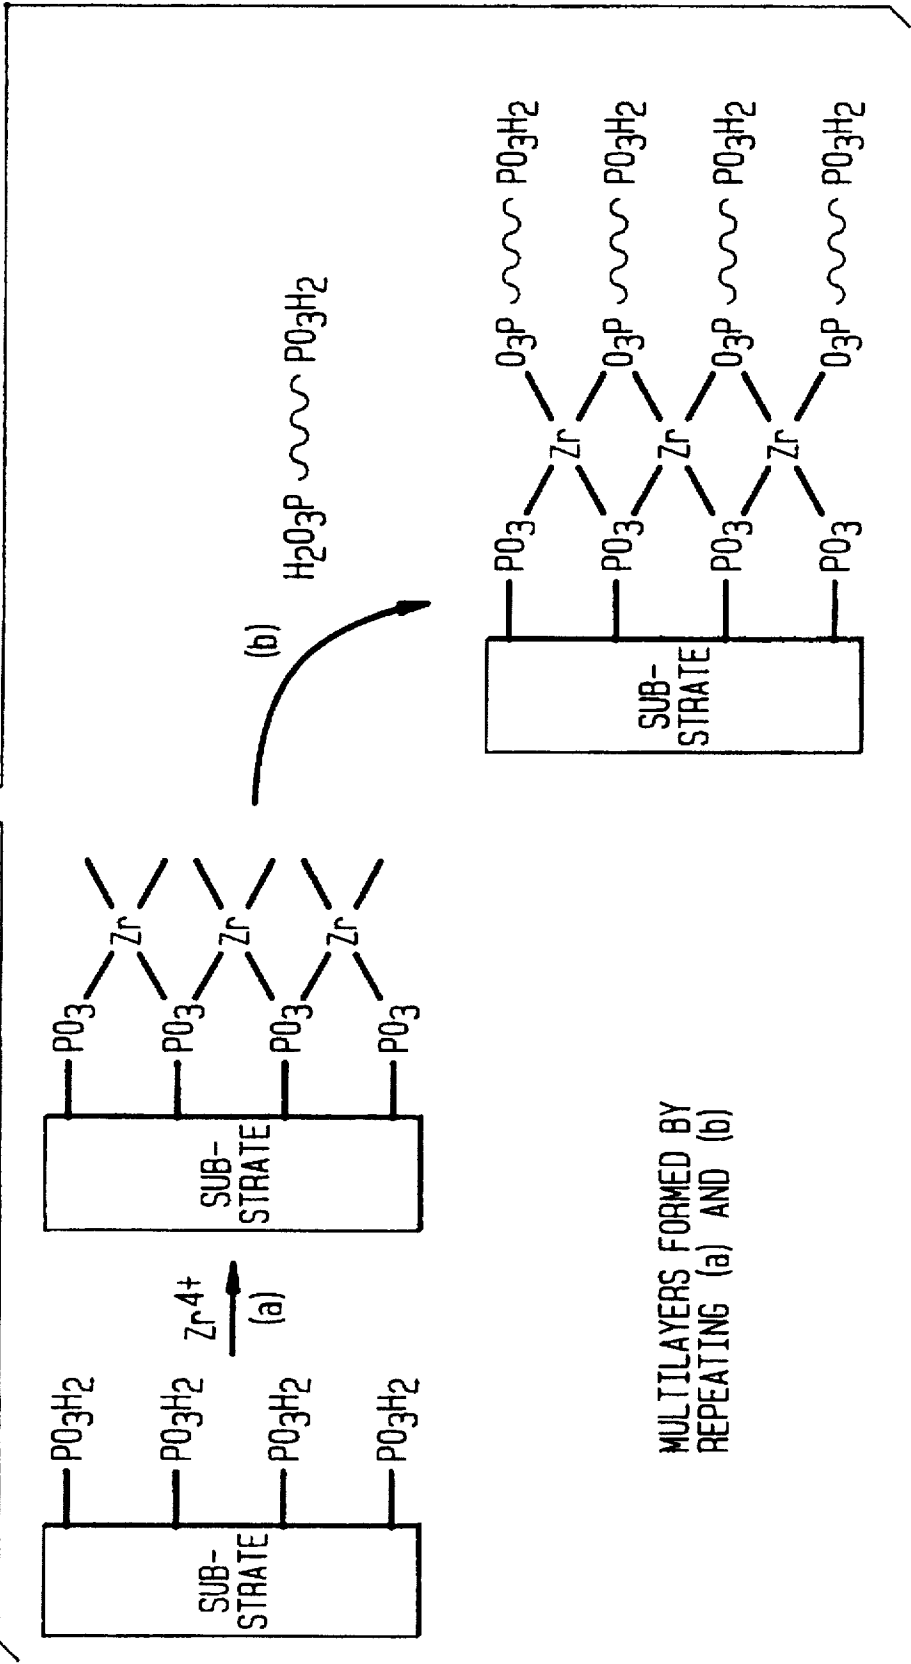 SUB-
STRATE
PO3H2
PO3H2
PO3H2
PO3H2
Zr4+
(a)
SUB-
STRATE
PO3
PO3
PO3
PO3
Zr
Zr
Zr
(b)
H2O3P PO3H2
SUB-
STRATE
PO3
PO3
PO3
PO3
Zr
Zr
Zr
O3P PO3H2
O3P PO3H2
O3P PO3H2
O3P PO3H2
MULTILAYERS FORMED BY
REPEATING (a) AND (b)